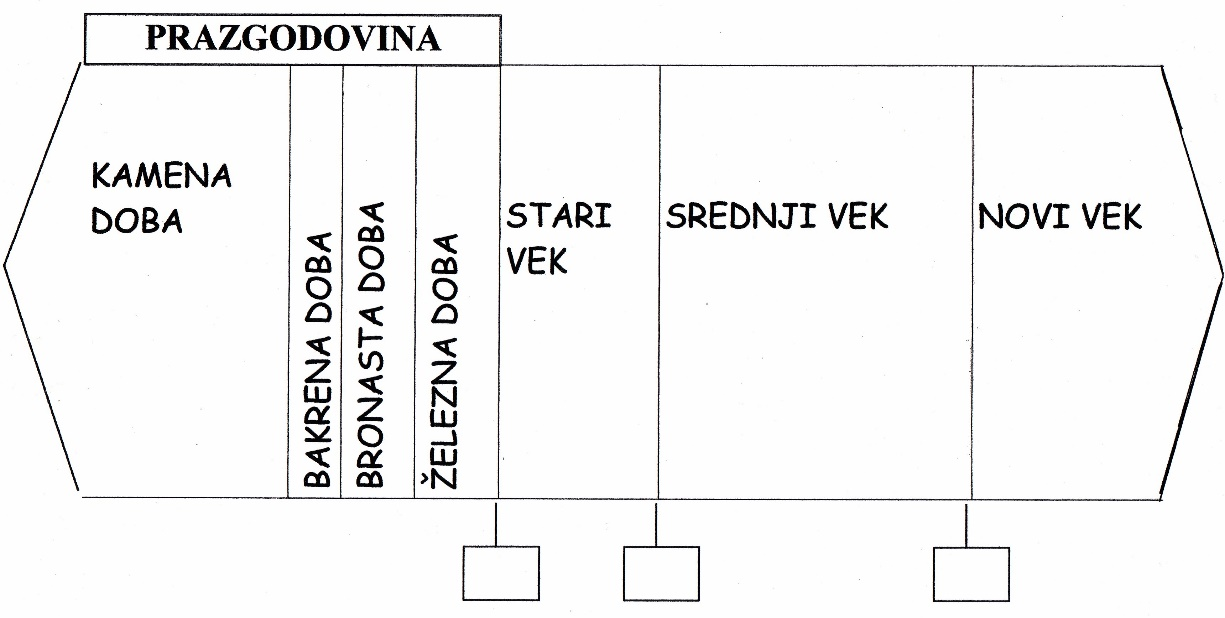 PRAZGODOVINA
KAMENA
DOBA
BAKRENA DOBA
BRONASTA DOBA
ŽELEZNA DOBA
STARI
VEK
SREDNJI VEK
NOVI VEK